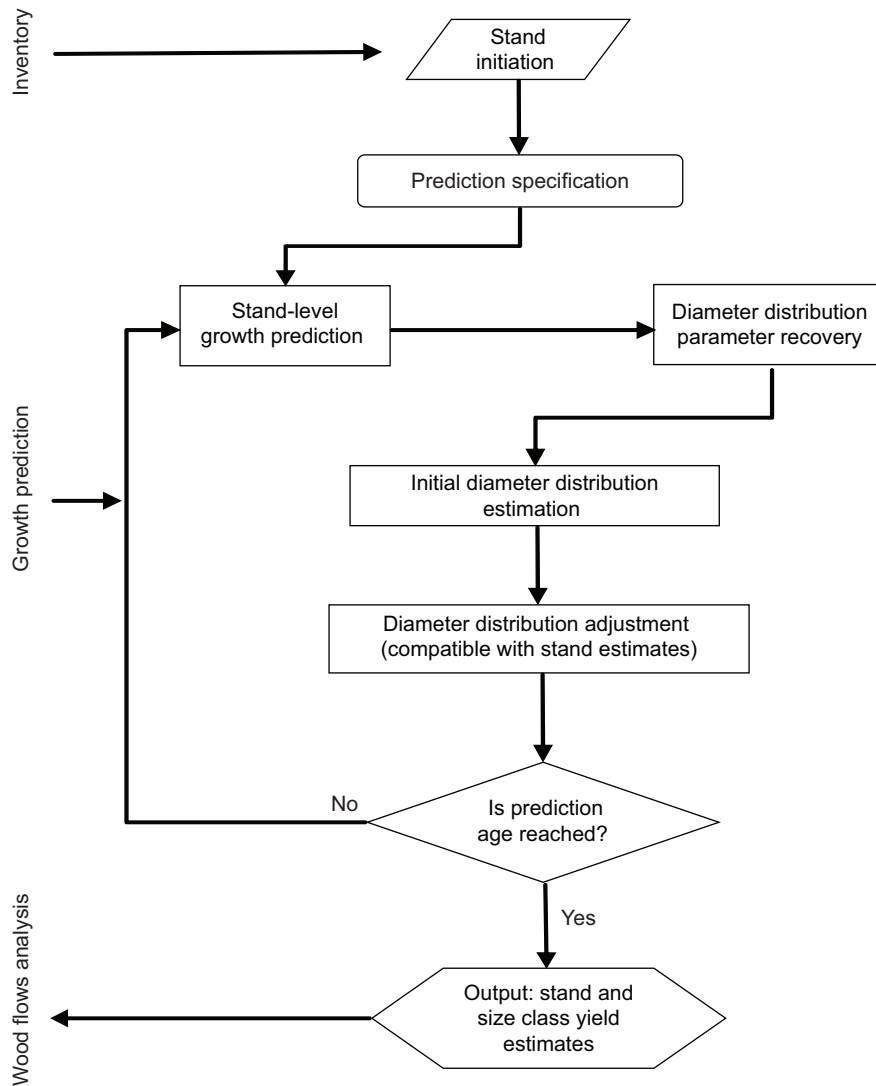 Inventory
Stand
initiation
Prediction specification
Stand-level
growth prediction
Diameter distribution
parameter recovery
Growth prediction
Initial diameter distribution
estimation
Diameter distribution adjustment
(compatible with stand estimates)
No
Is prediction
age reached?
Yes
Wood flows analysis
Output: stand and
size class yield
estimates